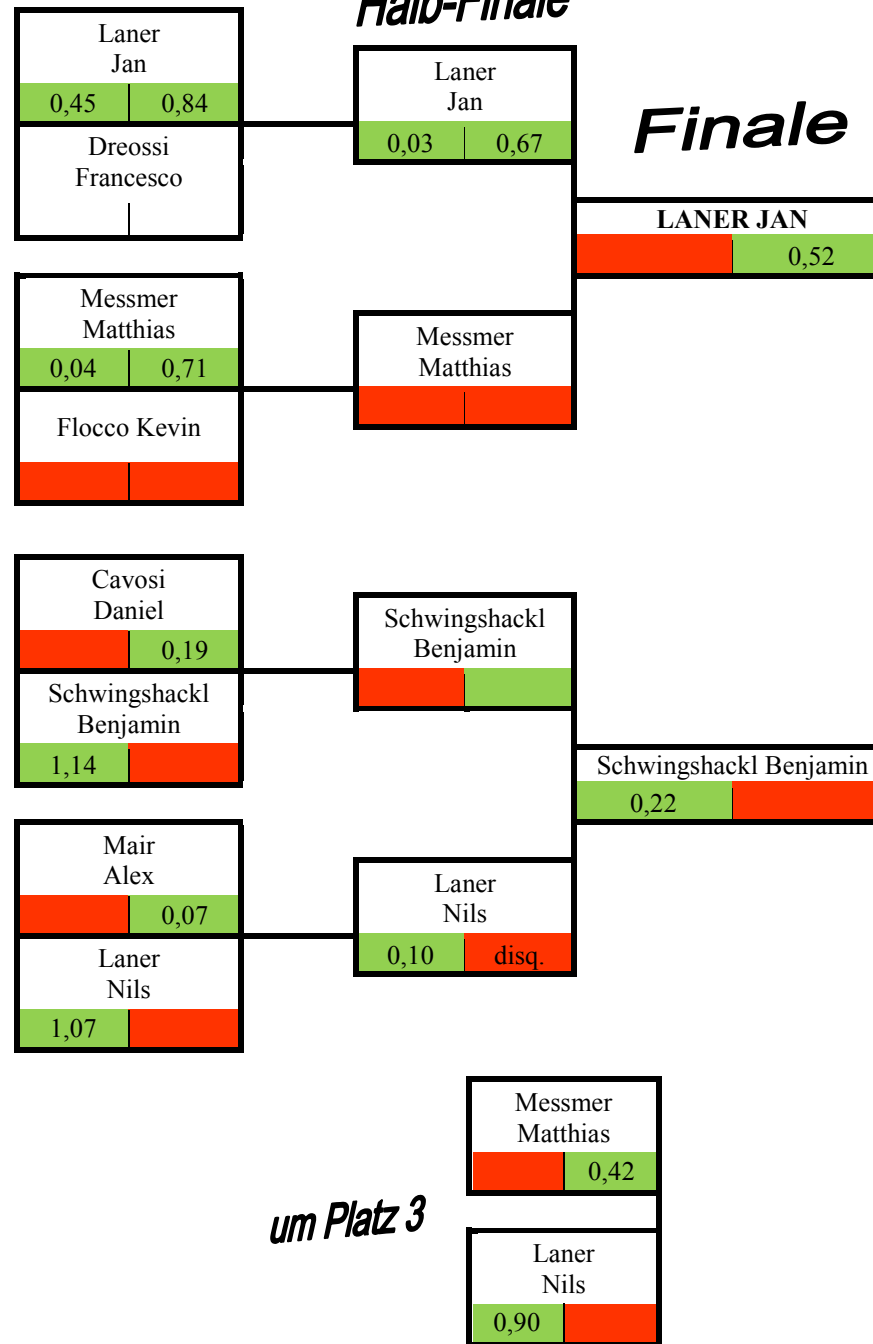 Halb-Finale
Laner
Jan
0,45 0,84
Dreossi
Francesco
Messmer
Matthias
0,04 0,71
Flocco Kevin
Cavosi
Daniel
0,19
Schwingshackl
Benjamin
1,14
Mair
Alex
0,07
Laner
Nils
1,07
Laner
Jan
0,03 0,67
Messmer
Matthias
Schwingshackl
Benjamin
Laner
Nils
0,10 disq.
Finale
LANER JAN
0,52
Schwingshackl Benjamin
0,22
um Platz 3
Messmer
Matthias
0,42
Laner
Nils
0,90